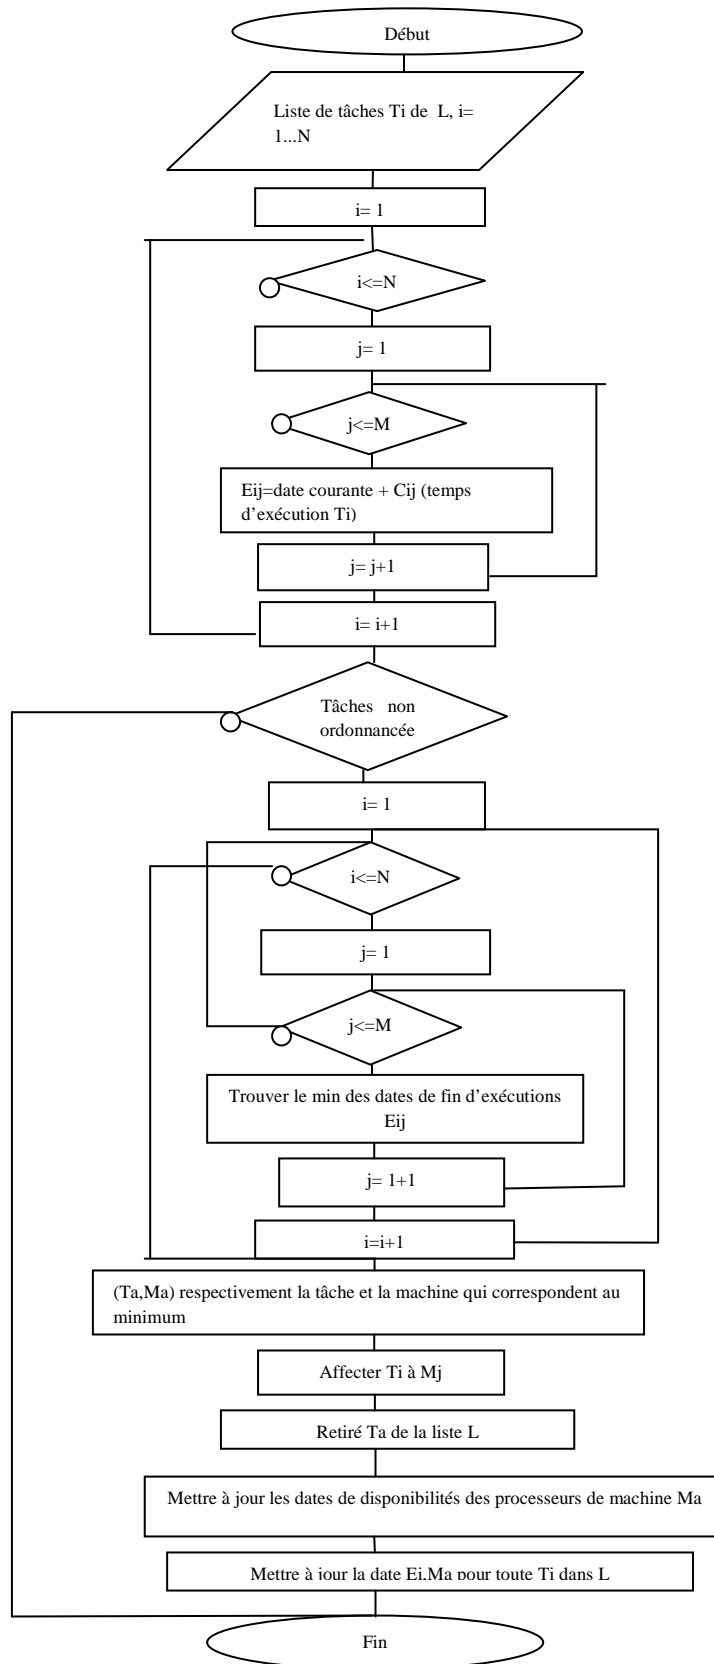 Début
Liste de tâches Ti de L, i=
1...N
i= 1
i<=N
j= 1
j<=M
Eij=date courante + Cij (temps
d’exécution Ti)
j= j+1
i= i+1
Tâches non
ordonnancée
i= 1
i<=N
j= 1
j<=M
Trouver le min des dates de fin d’exécutions
Eij
j= 1+1
i=i+1
(Ta,Ma) respectivement la tâche et la machine qui correspondent au
minimum
Affecter Ti à Mj
Retiré Ta de la liste L
Mettre à jour les dates de disponibilités des processeurs de machine Ma
Mettre à jour la date Ei,Ma pour toute Ti dans L
Fin